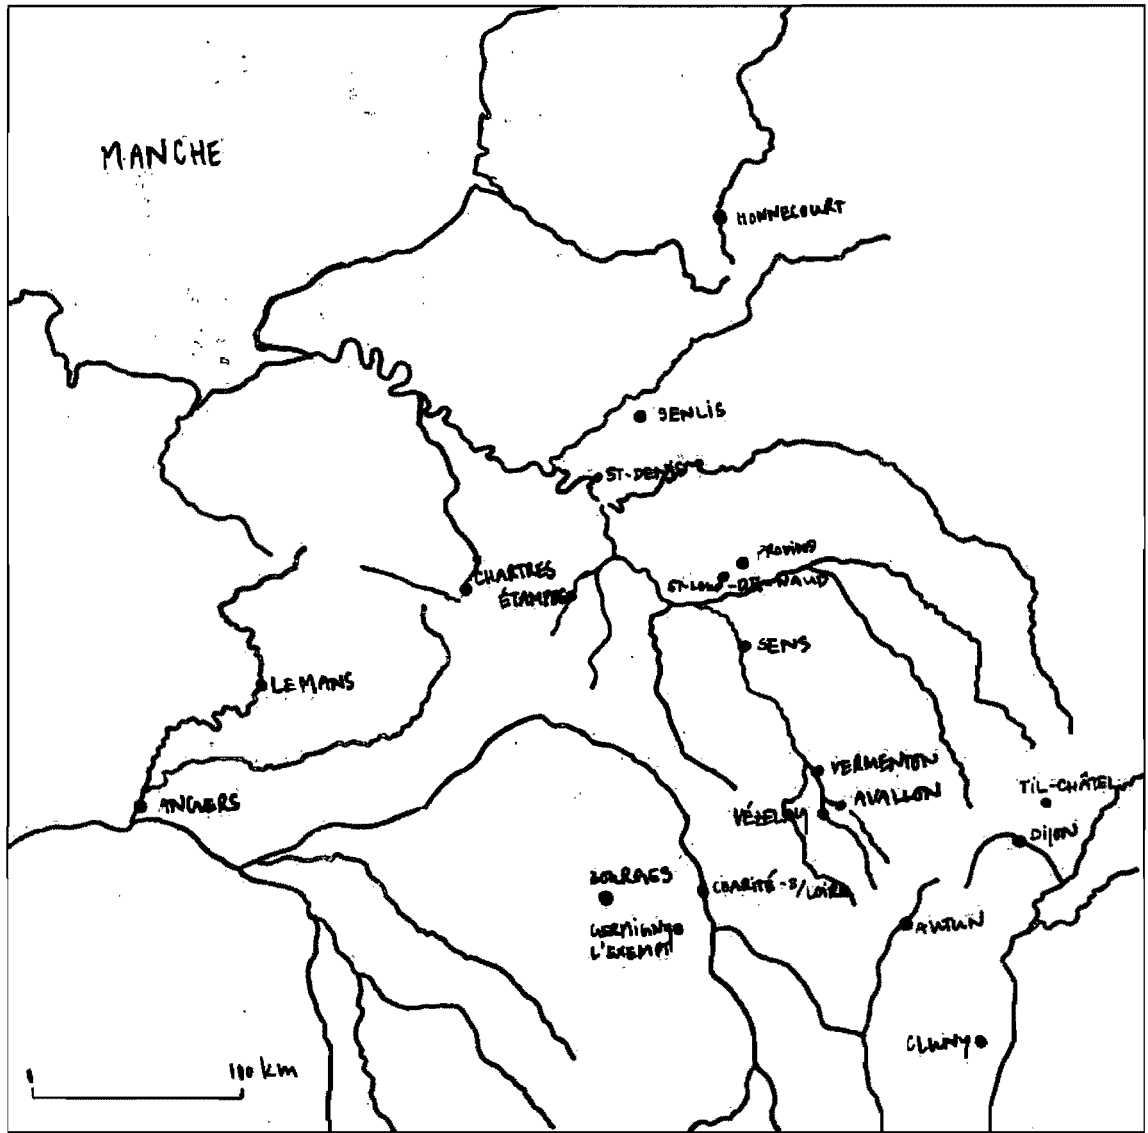 MANCHE
HONNECOURT
SENLIS
ST-DENIS
PROVINS
ST-LOUP-DE-NAUD
CHARTRES
ÉTAMPES
SENS
LE MANS
VERMENTON
AVALLON
VÉZELAY
TIL-CHÂTEL
ANGERS
DIJON
BOURGES
CHARITÉ-S/LOIRE
GERMIGNY-
L'EXEMPT
AUTUN
CLUNY
100 km